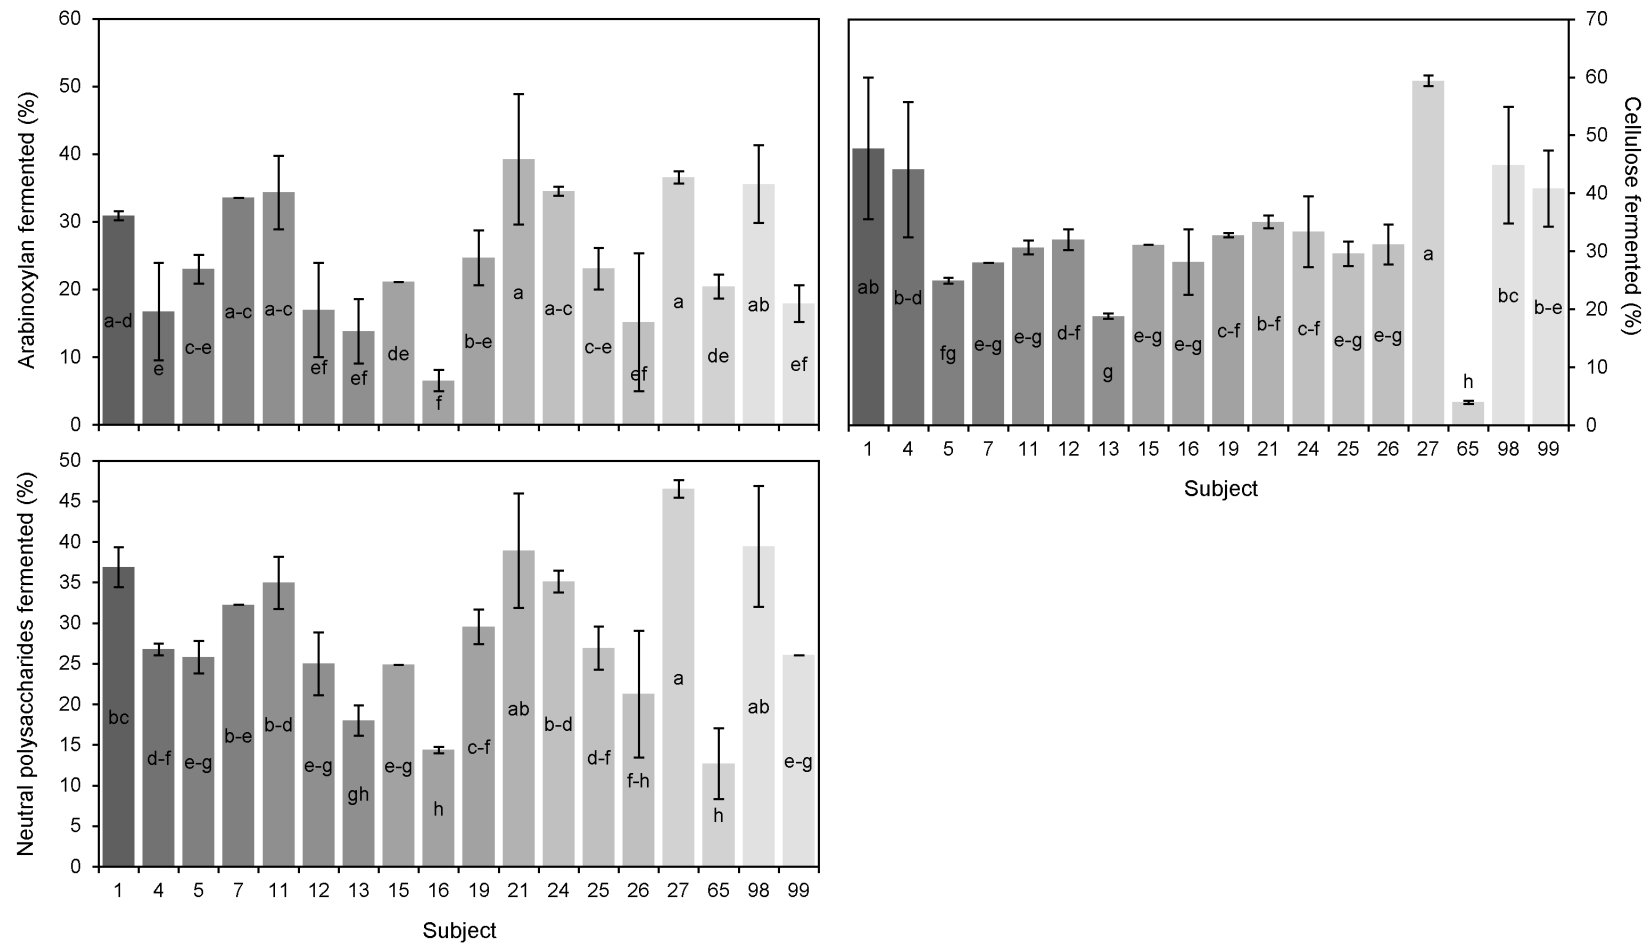 60
50
40
30
20
10
0
Arabinoxylan fermented (%)
a-d
e
c-e
a-c
a-c
ef
ef
de
f
b-e
a
a-c
c-e
ef
a
de
ab
ef
70
60
50
40
30
20
10
0
Cellulose fermented (%)
ab
b-d
fg
e-g
e-g
d-f
g
e-g
e-g
c-f
b-f
c-f
e-g
e-g
a
h
bc
b-e
1 4 5 7 11 12 13 15 16 19 21 24 25 26 27 65 98 99
Subject
50
45
40
35
30
25
20
15
10
5
0
Neutral polysaccharides fermented (%)
bc
d-f
e-g
b-e
b-d
e-g
gh
e-g
h
c-f
ab
b-d
d-f
f-h
a
h
ab
e-g
1 4 5 7 11 12 13 15 16 19 21 24 25 26 27 65 98 99
Subject